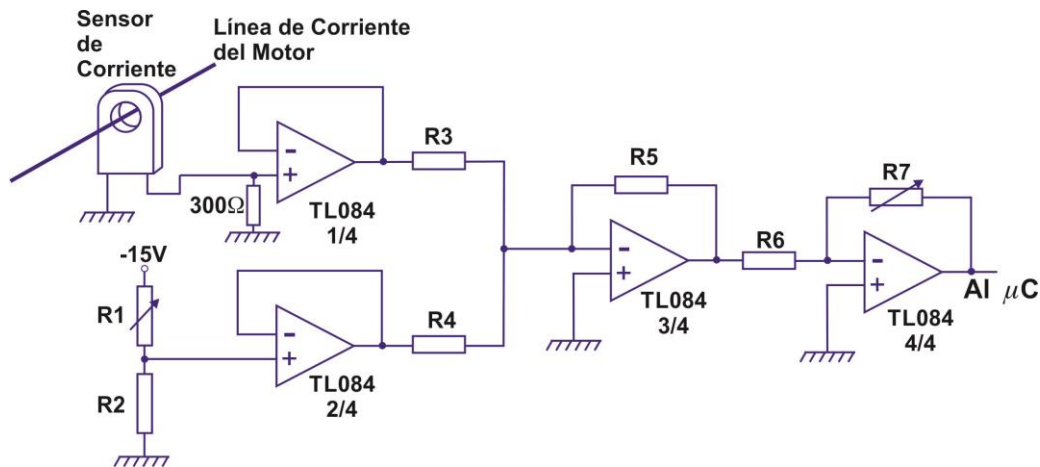 Sensor
de
Corriente
Línea de Corriente
del Motor
R3
300Ω
TL084
1/4
-15V
R1
R2
R4
TL084
2/4
R5
TL084
3/4
R6
R7
TL084
4/4
Al μC